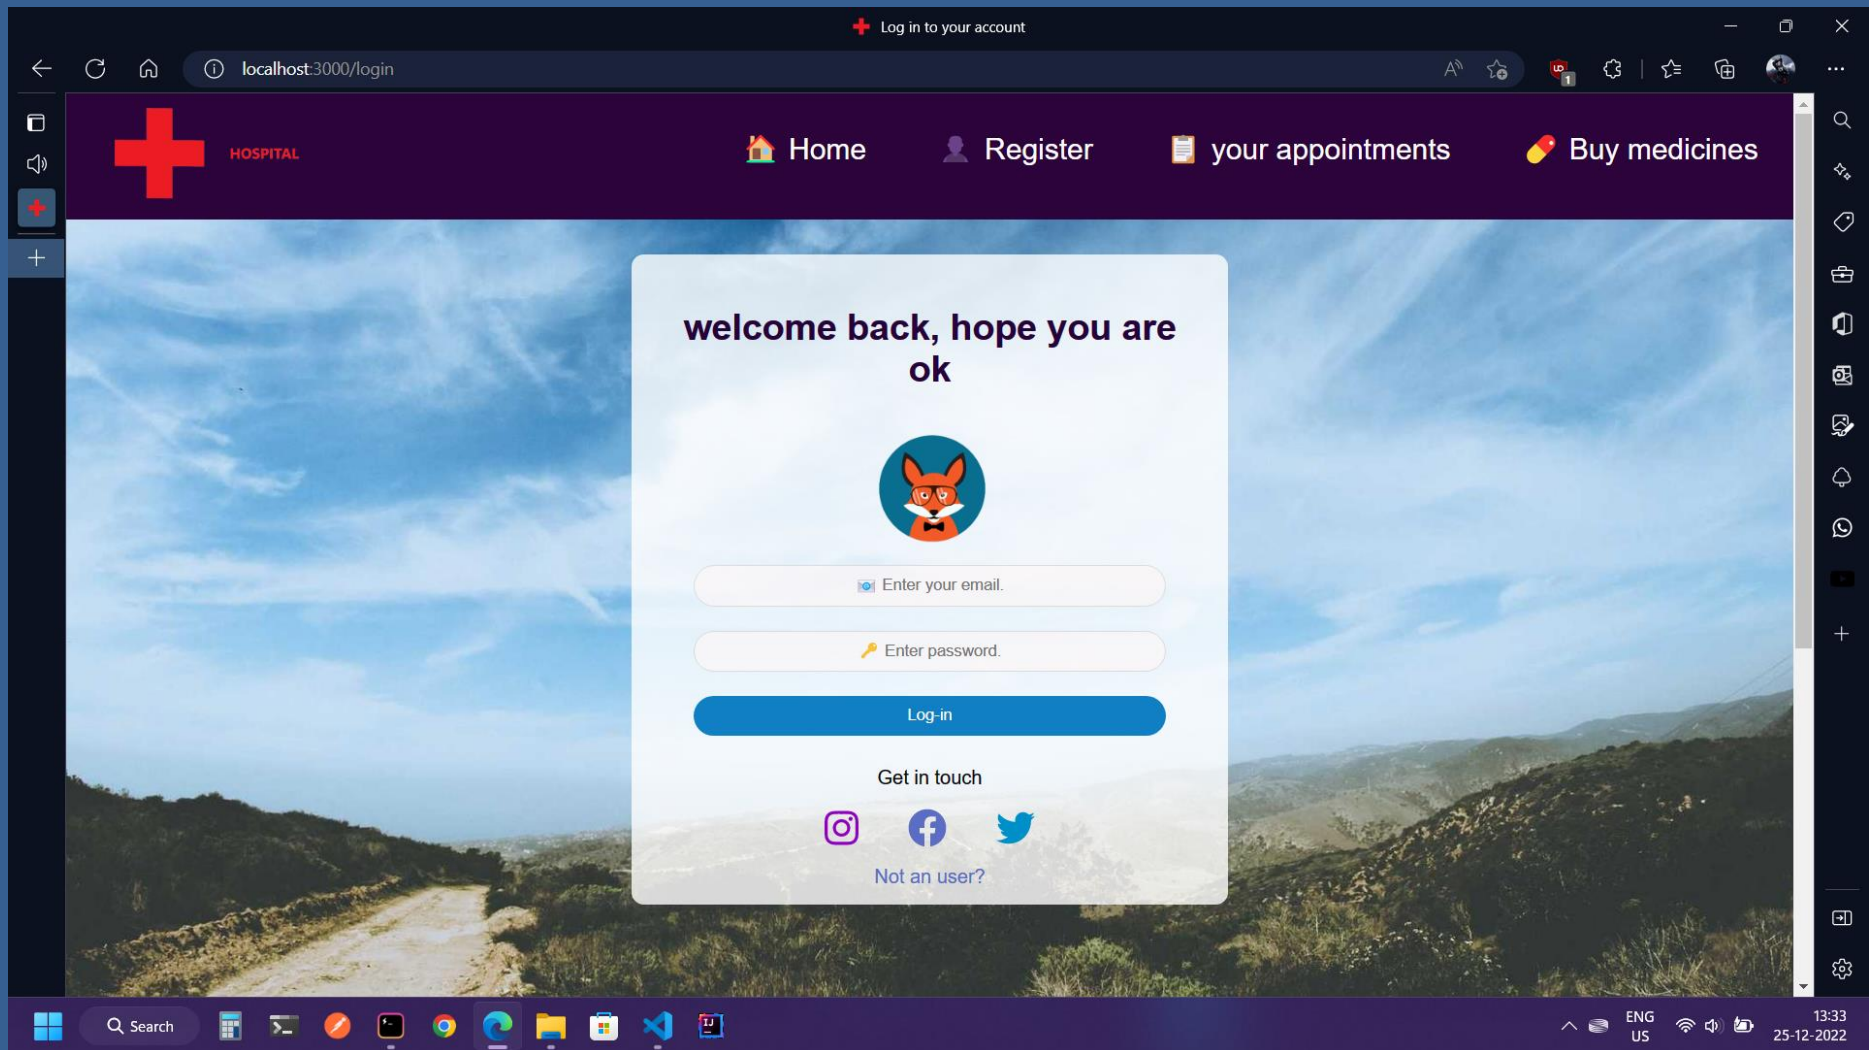 Log in to your account
localhost:3000/login
1
HOSPITAL
🏠 Home 👤 Register 📋 your appointments 💊 Buy medicines
welcome back, hope you are
ok
📧 Enter your email.
🔑 Enter password.
Log-in
Get in touch
Not an user?
Search
ENG
US
13:33
25-12-2022